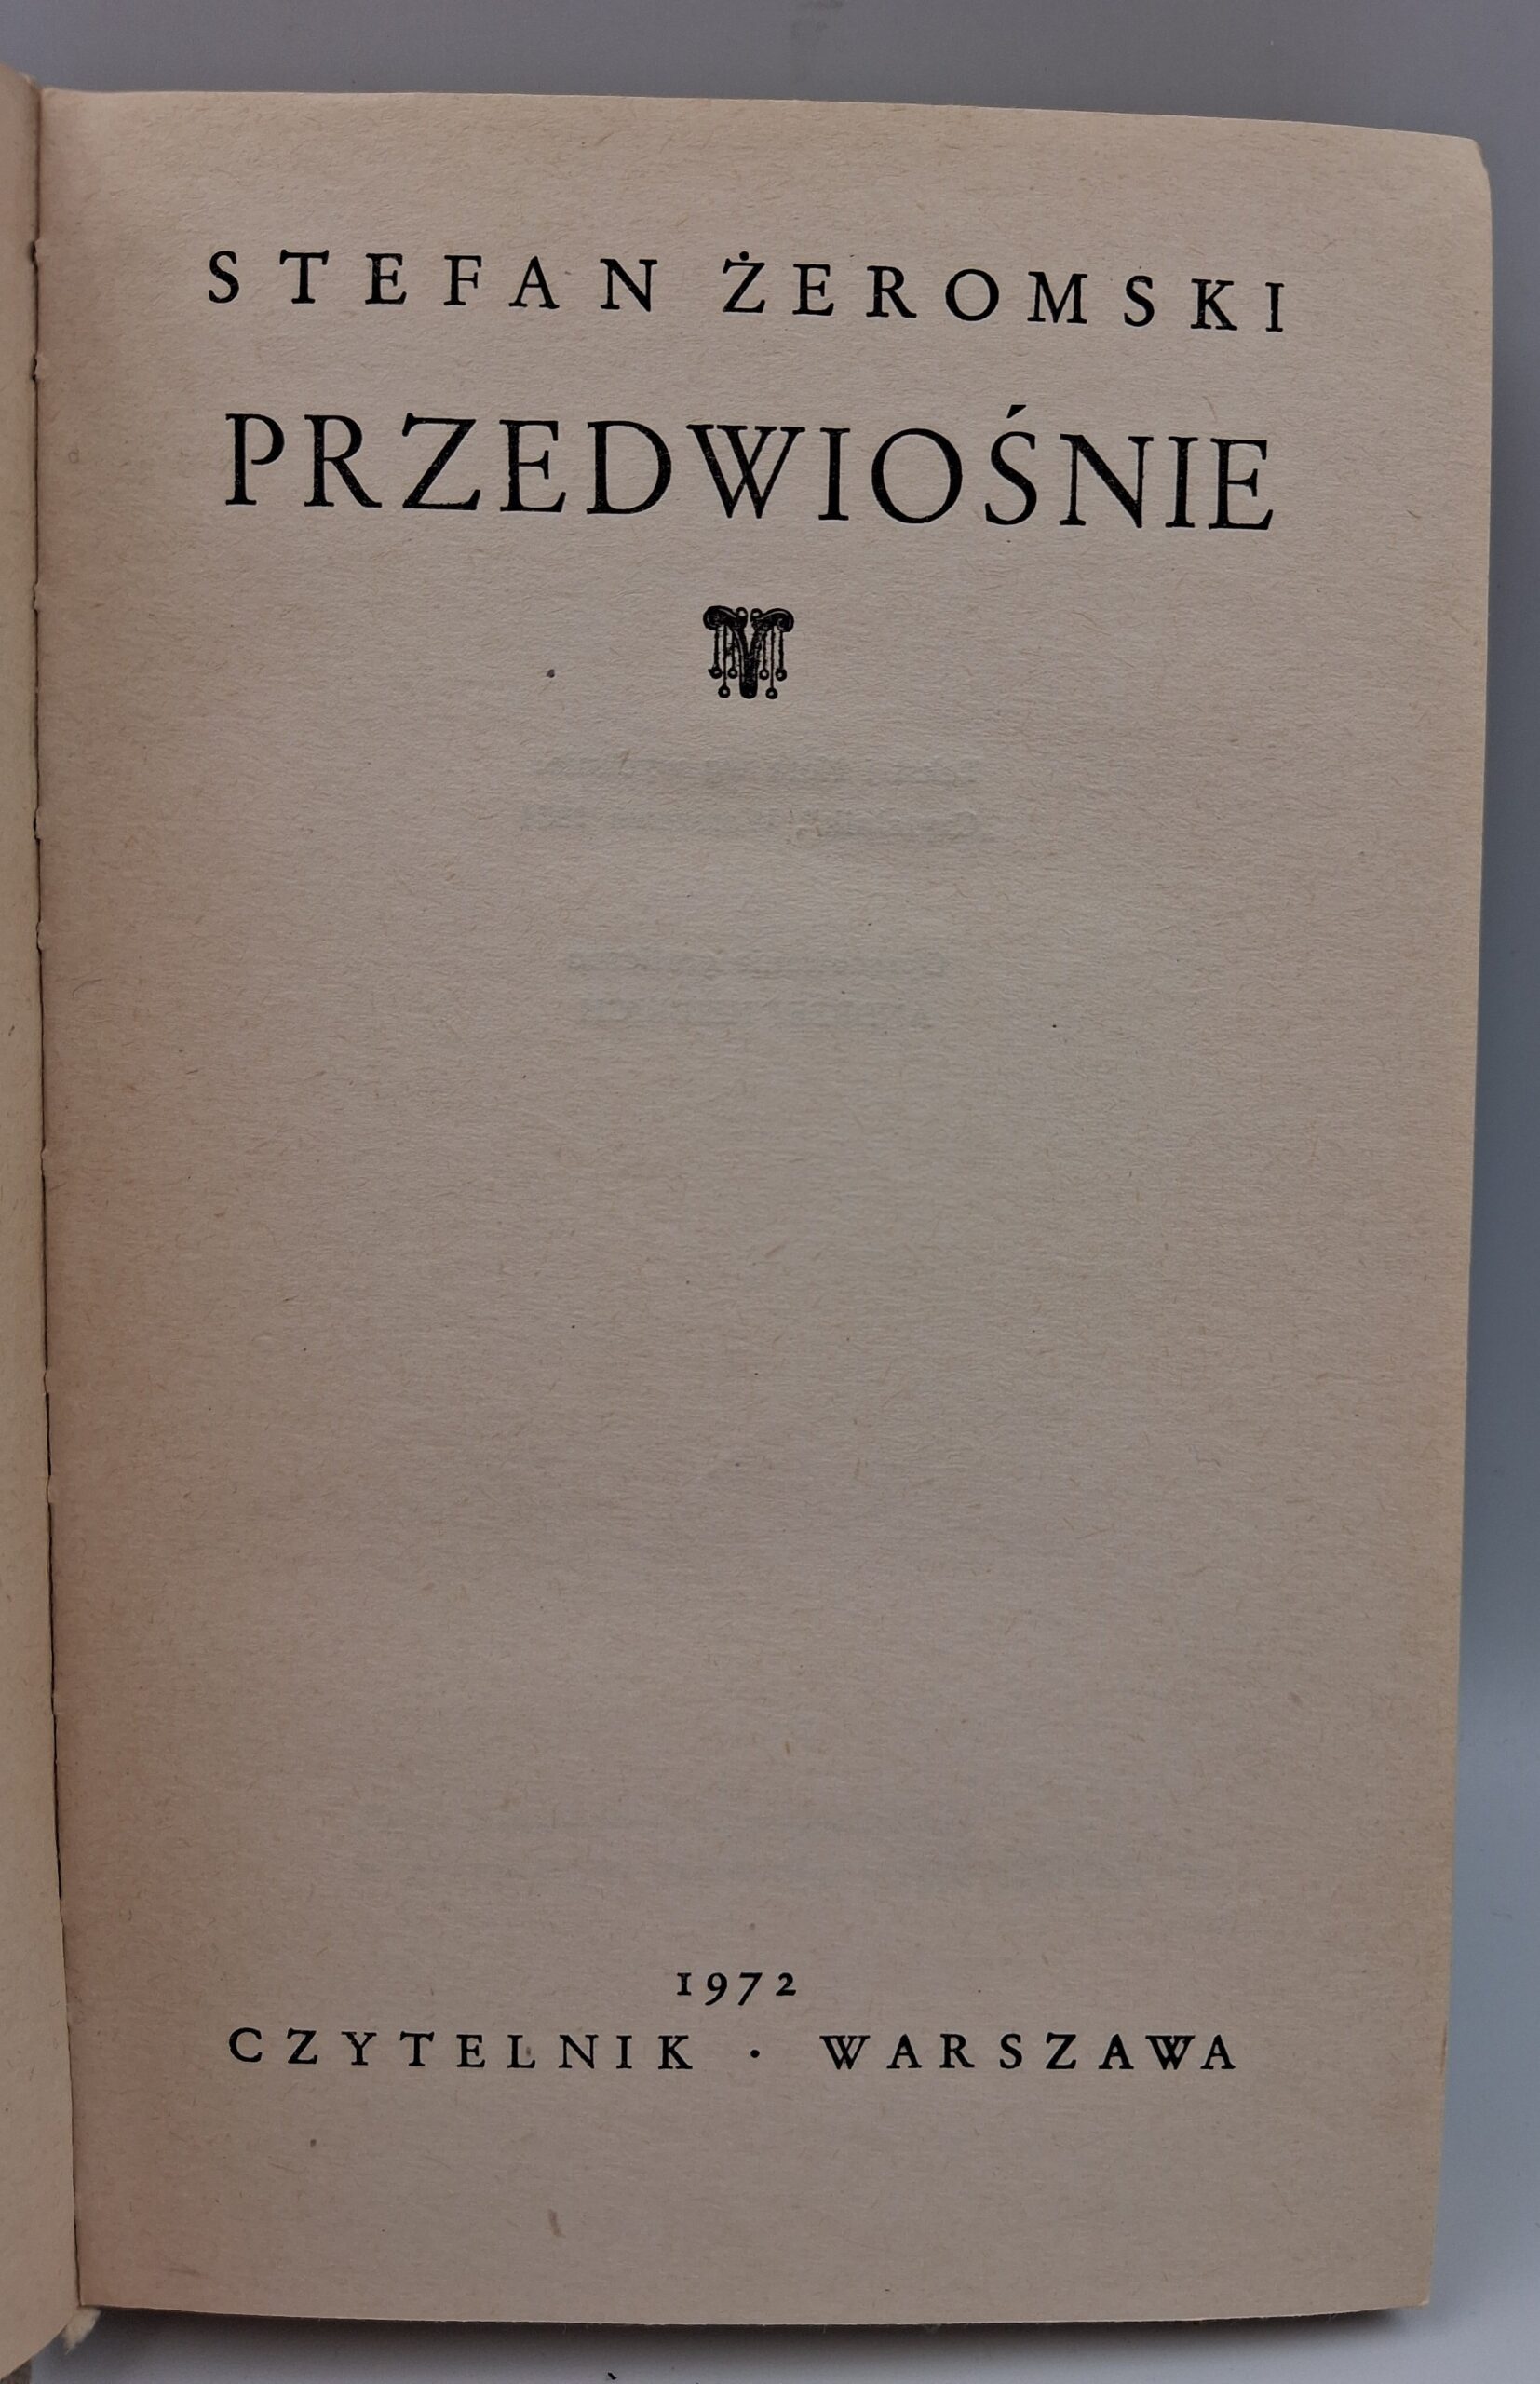 STEFAN ŻEROMSKI
PRZEDWIOŚNIE
1972
CZYTELNIK · WARSZAWA